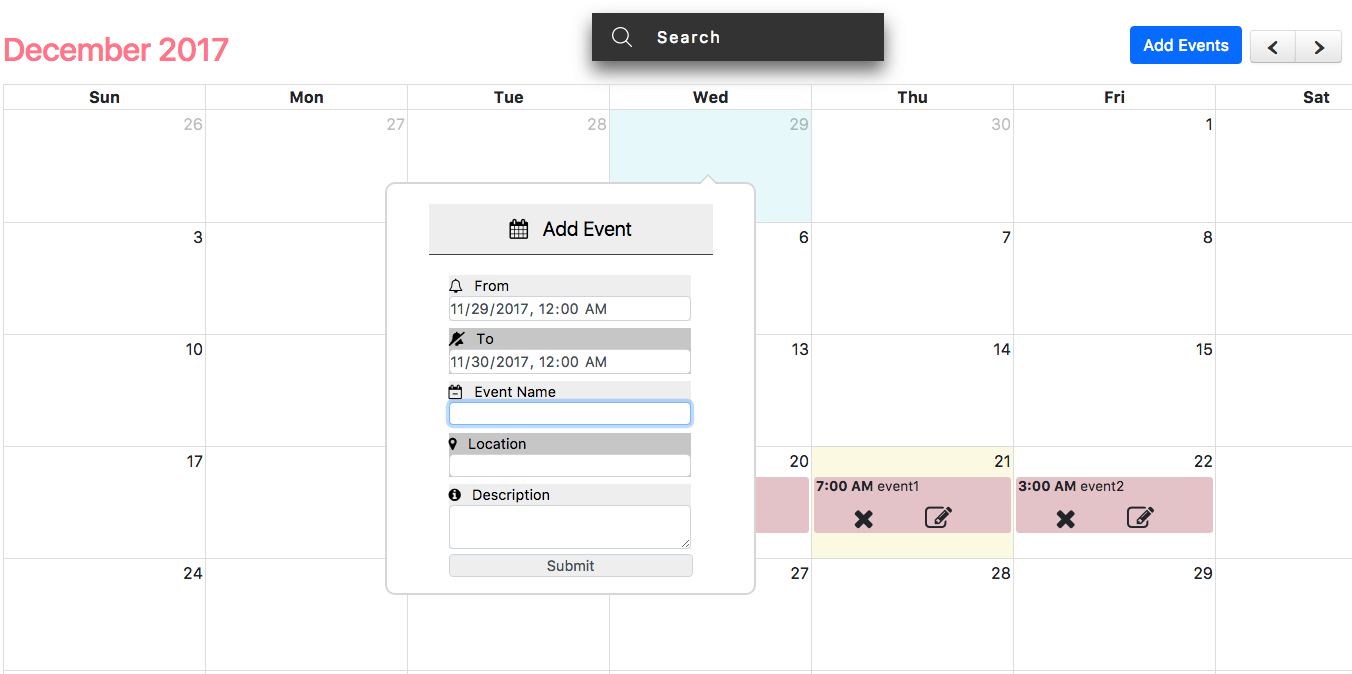 December 2017
Search
Add Events
Sun Mon Tue Wed Thu Fri Sat
26 27 28 29 30 1
3 6 7 8
10 13 14 15
17 20 21 22
7:00 AM event1
3:00 AM event2
24 27 28 29
Add Event
From
11/29/2017, 12:00 AM
To
11/30/2017, 12:00 AM
Event Name
Location
Description
Submit